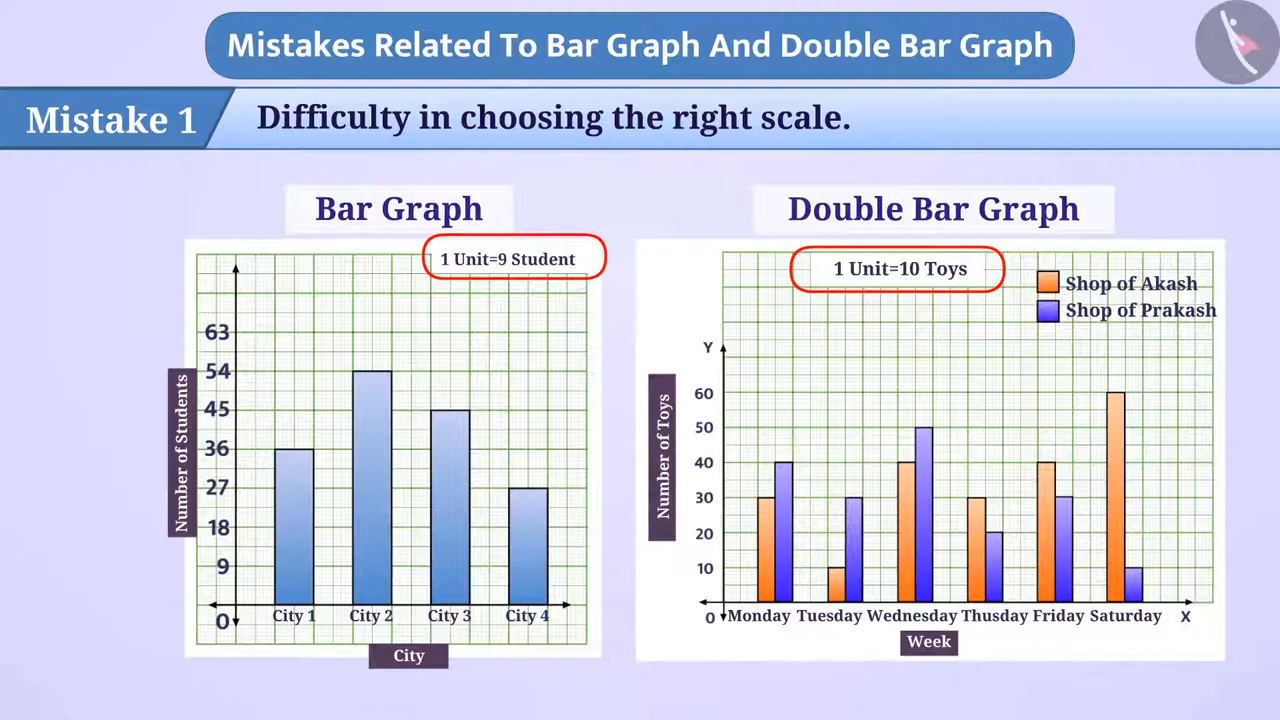 Mistakes Related To Bar Graph And Double Bar Graph
Mistake 1
Difficulty in choosing the right scale.
Bar Graph
1 Unit=9 Student
63
54
45
36
27
18
9
0
Number of Students
City 1 City 2 City 3 City 4
City
Double Bar Graph
1 Unit=10 Toys
Shop of Akash
Shop of Prakash
Y
60
50
40
30
20
10
0
Number of Toys
Monday Tuesday Wednesday Thusday Friday Saturday X
Week